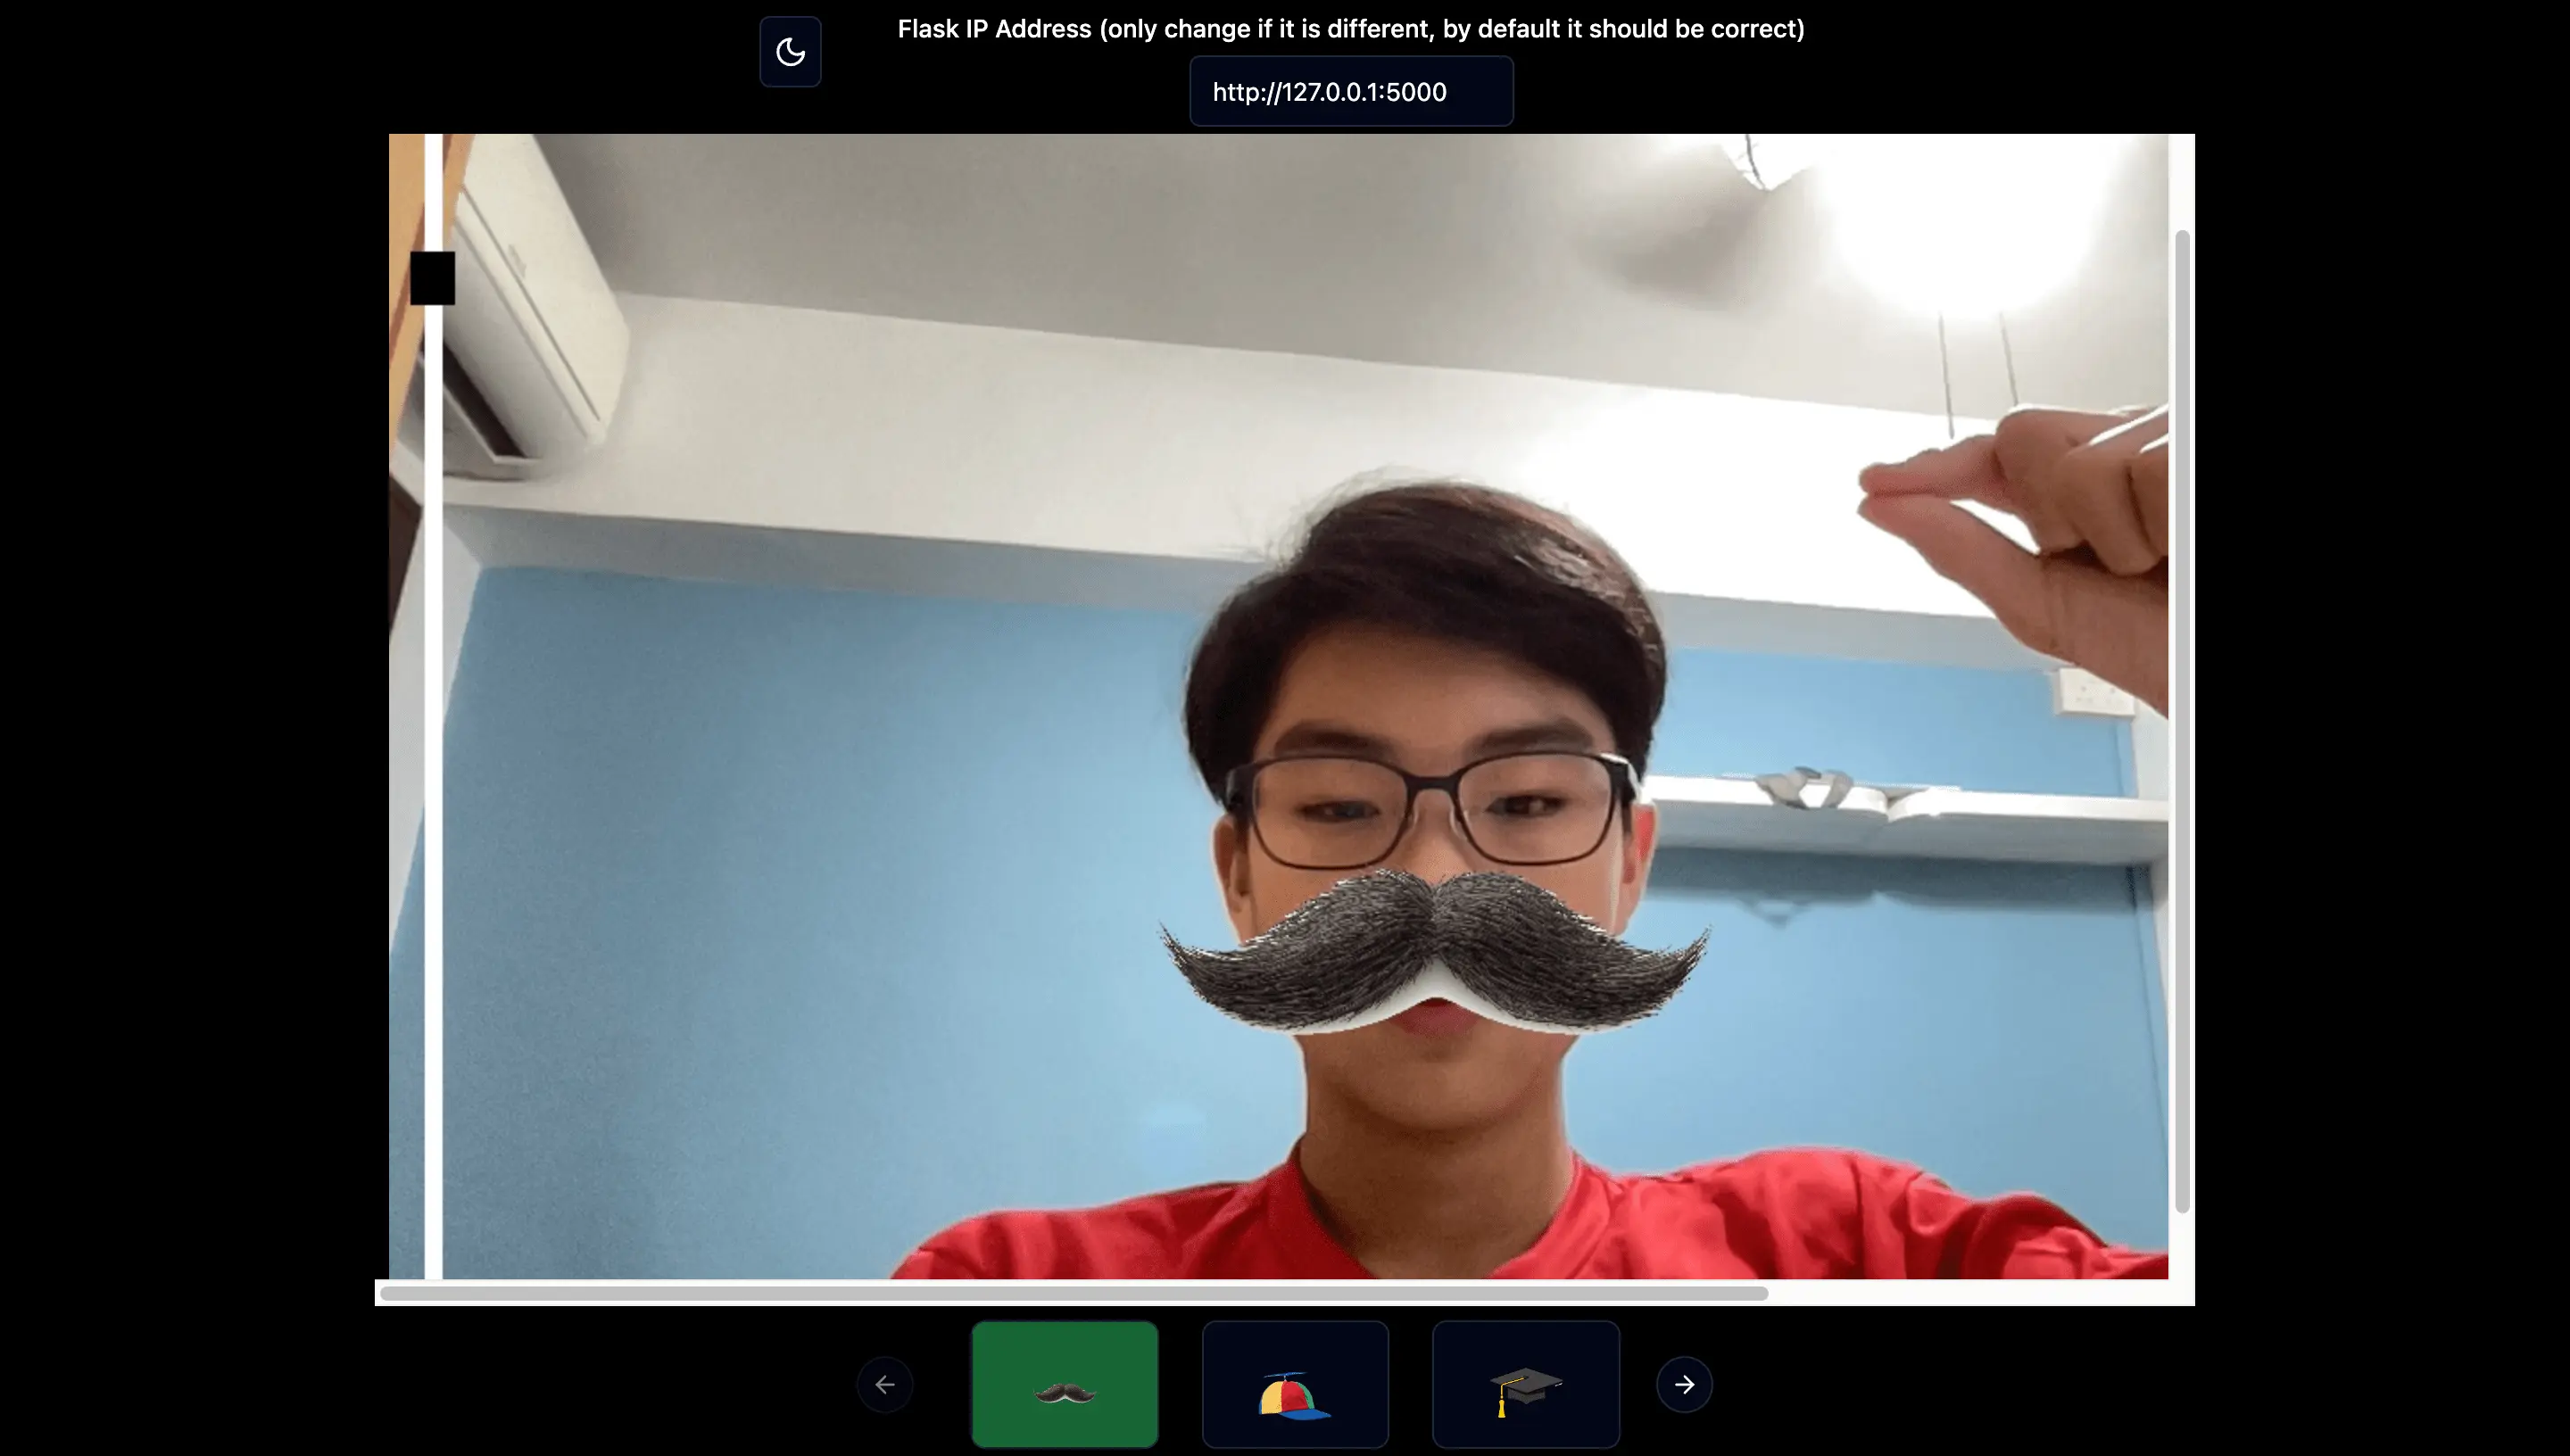 Flask IP Address (only change if it is different, by default it should be correct)
http://127.0.0.1:5000